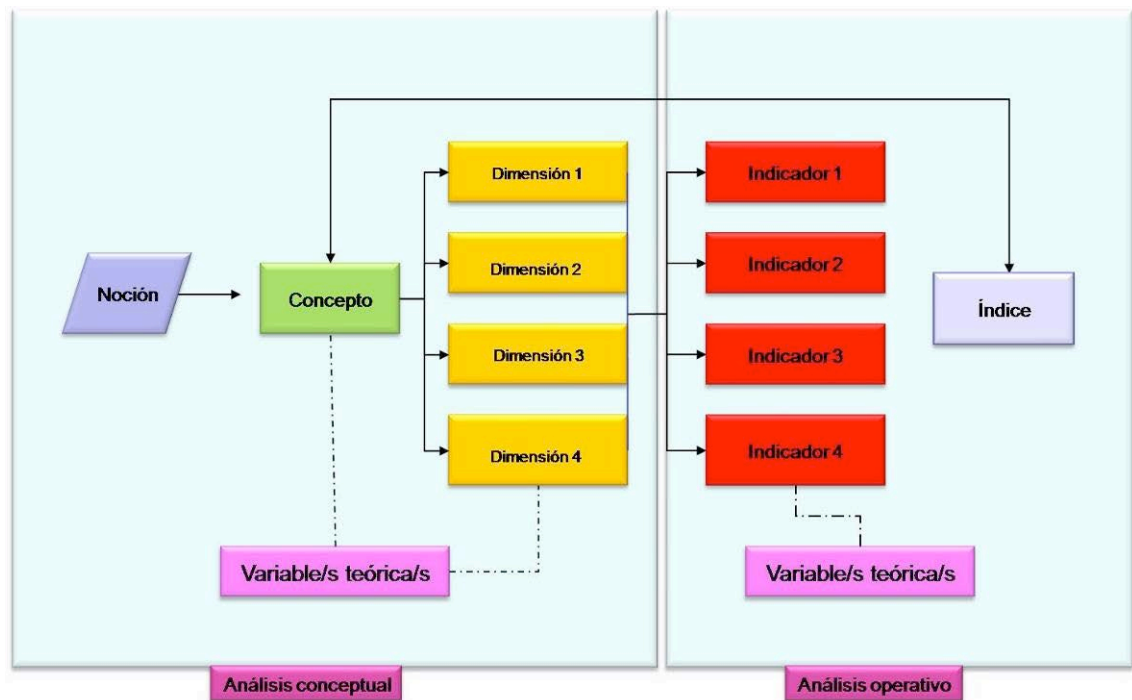 Noción
Concepto
Dimensión 1
Dimensión 2
Dimensión 3
Dimensión 4
Variable/s teórica/s
Análisis conceptual
Indicador 1
Indicador 2
Indicador 3
Indicador 4
Índice
Variable/s teórica/s
Análisis operativo